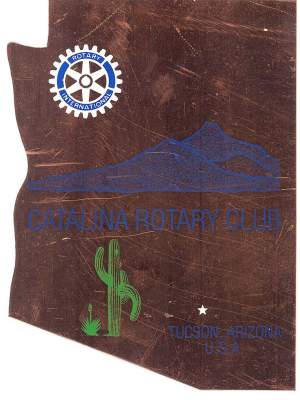 ROTARY
INTERNATIONAL
CATALINA ROTARY CLUB
TUCSON, ARIZONA
U.S.A.